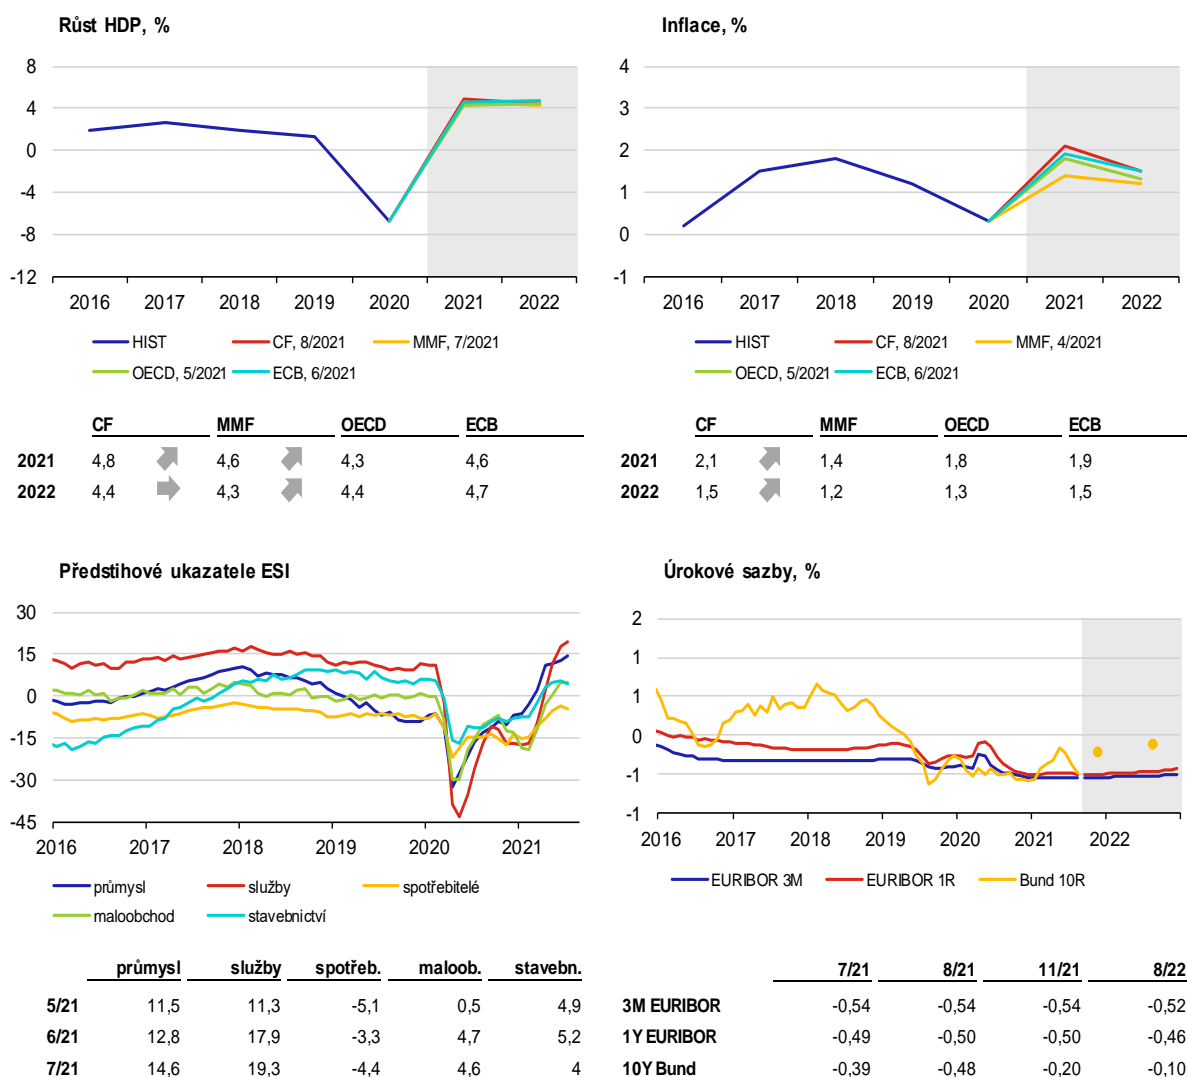 Růst HDP, %
8
4
0
-4
-8
-12
2016 2017 2018 2019 2020 2021 2022
HIST CF, 8/2021 MMF, 7/2021
OECD, 5/2021 ECB, 6/2021
CF MMF OECD ECB
2021 4,8 4,6 4,3 4,6
2022 4,4 4,3 4,4 4,7
Inflace, %
4
3
2
1
0
-1
2016 2017 2018 2019 2020 2021 2022
HIST CF, 8/2021 MMF, 4/2021
OECD, 5/2021 ECB, 6/2021
CF MMF OECD ECB
2021 2,1 1,4 1,8 1,9
2022 1,5 1,2 1,3 1,5
Předstihové ukazatele ESI
30
15
0
-15
-30
-45
2016 2017 2018 2019 2020 2021
průmysl služby spotřebitelé
maloobchod stavebnictví
průmysl služby spotřeb. maloob. stavebn.
5/21 11,5 11,3 -5,1 0,5 4,9
6/21 12,8 17,9 -3,3 4,7 5,2
7/21 14,6 19,3 -4,4 4,6 4
Úrokové sazby, %
2
1
1
0
-1
-1
2016 2017 2018 2019 2020 2021 2022
EURIBOR 3M EURIBOR 1R Bund 10R
7/21 8/21 11/21 8/22
3M EURIBOR -0,54 -0,54 -0,54 -0,52
1Y EURIBOR -0,49 -0,50 -0,50 -0,46
10Y Bund -0,39 -0,48 -0,20 -0,10